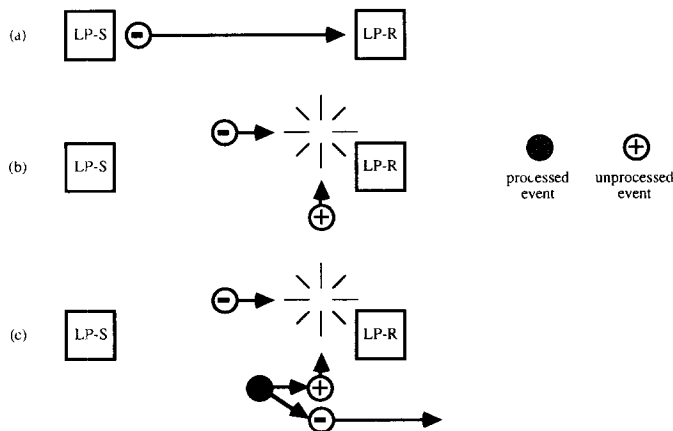 (a) LP-S LP-R
(b) LP-S LP-R
processed event
unprocessed event
(c) LP-S LP-R